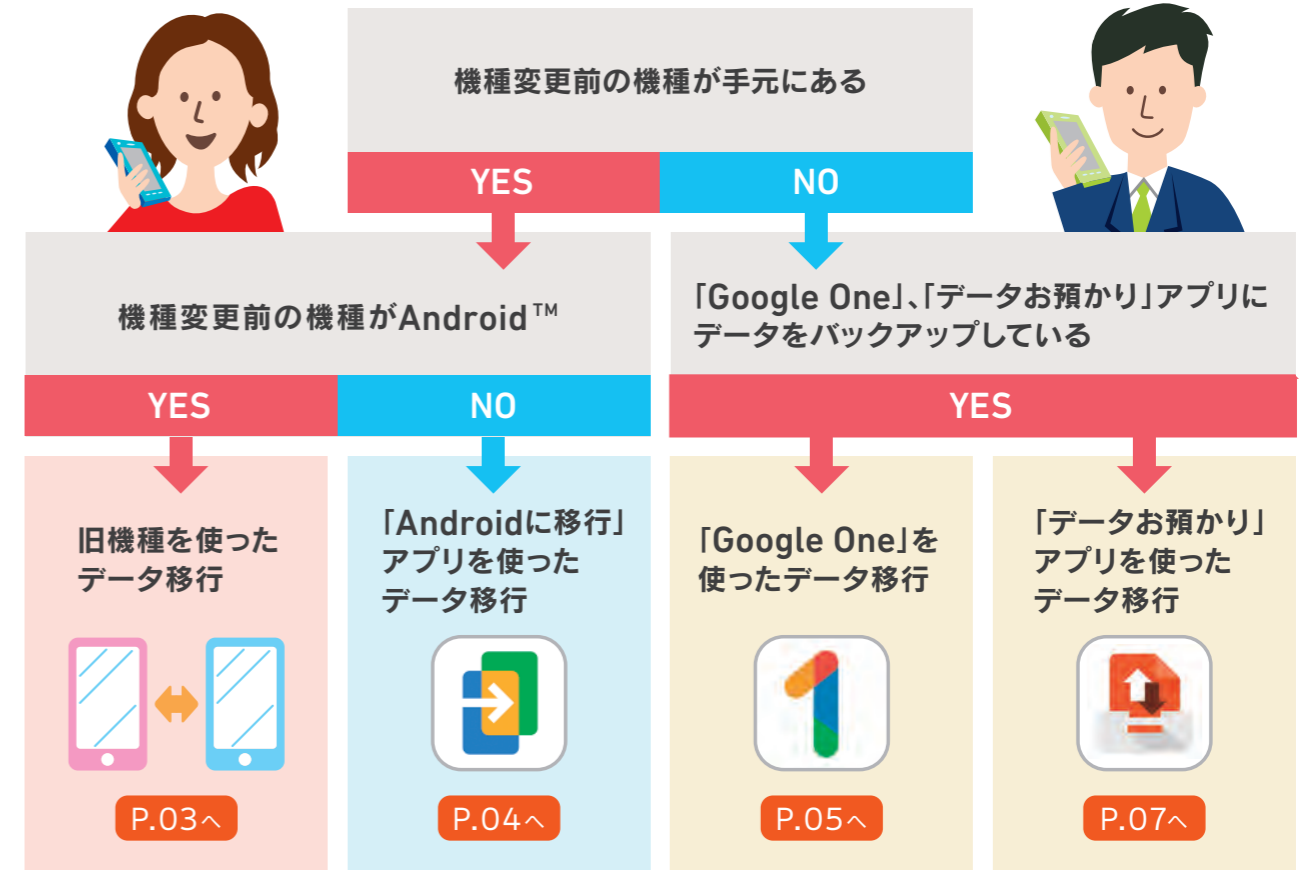 機種変更前の機種が手元にある
YES
NO
機種変更前の機種がAndroid™
「Google One」、「データお預かり」アプリに
データをバックアップしている
YES
NO
YES
旧機種を使った
データ移行
P.03へ
「Androidに移行」
アプリを使った
データ移行
P.04へ
「Google One」を
使ったデータ移行
P.05へ
「データお預かり」
アプリを使った
データ移行
P.07へ